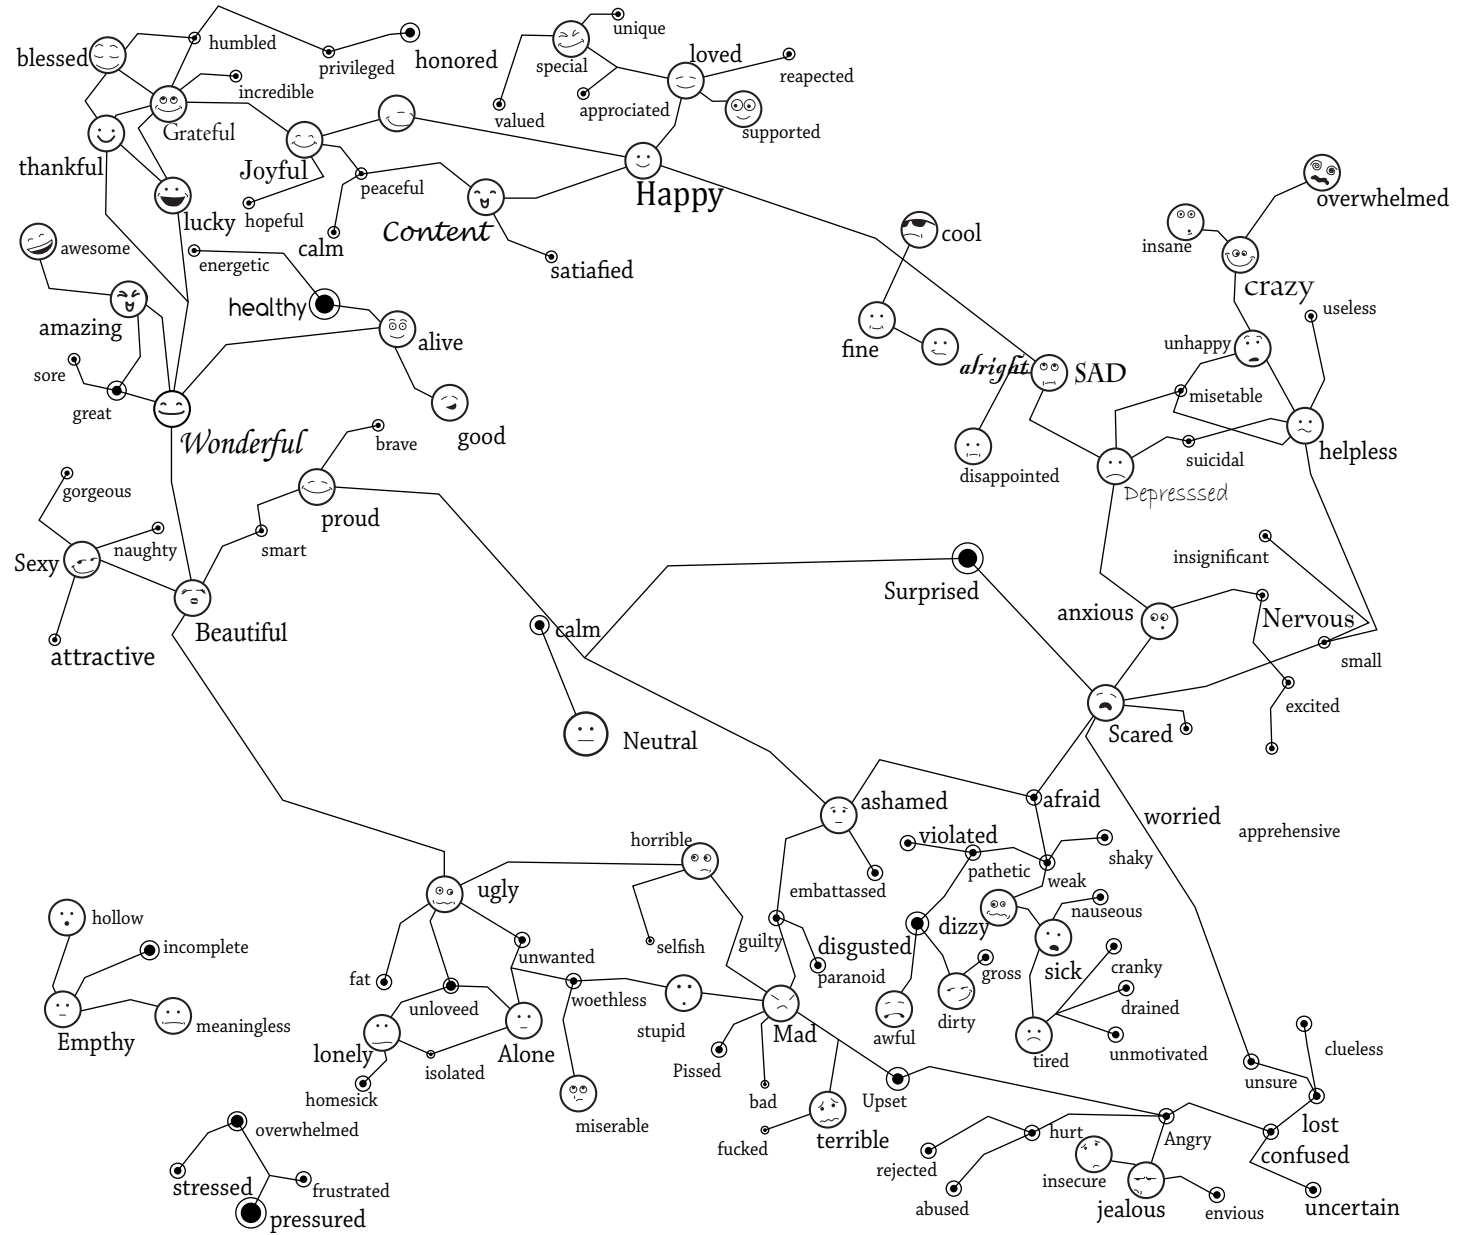 blessed
humbled
privileged
honored
incredible
Grateful
thankful
lucky
Joyful
hopeful
calm
peaceful
Content
satiafied
unique
special
valued
approciated
loved
reapected
supported
Happy
awesome
amazing
energetic
healthy
alive
good
sore
great
Wonderful
brave
proud
smart
gorgeous
naughty
Sexy
attractive
Beautiful
cool
fine
alright
SAD
disappointed
overwhelmed
insane
crazy
useless
unhappy
misetable
helpless
suicidal
Depresssed
insignificant
anxious
Nervous
small
excited
Surprised
Scared
calm
Neutral
ashamed
afraid
worried
apprehensive
violated
pathetic
shaky
weak
embattassed
horrible
ugly
selfish
guilty
disgusted
paranoid
dizzy
nauseous
sick
gross
cranky
drained
dirty
awful
tired
unmotivated
hollow
incomplete
meaningless
Empthy
fat
unwanted
unloveed
woethless
stupid
Mad
lonely
Alone
isolated
homesick
miserable
Pissed
bad
Upset
fucked
terrible
clueless
unsure
lost
confused
uncertain
hurt
Angry
rejected
abused
insecure
jealous
envious
overwhelmed
stressed
frustrated
pressured